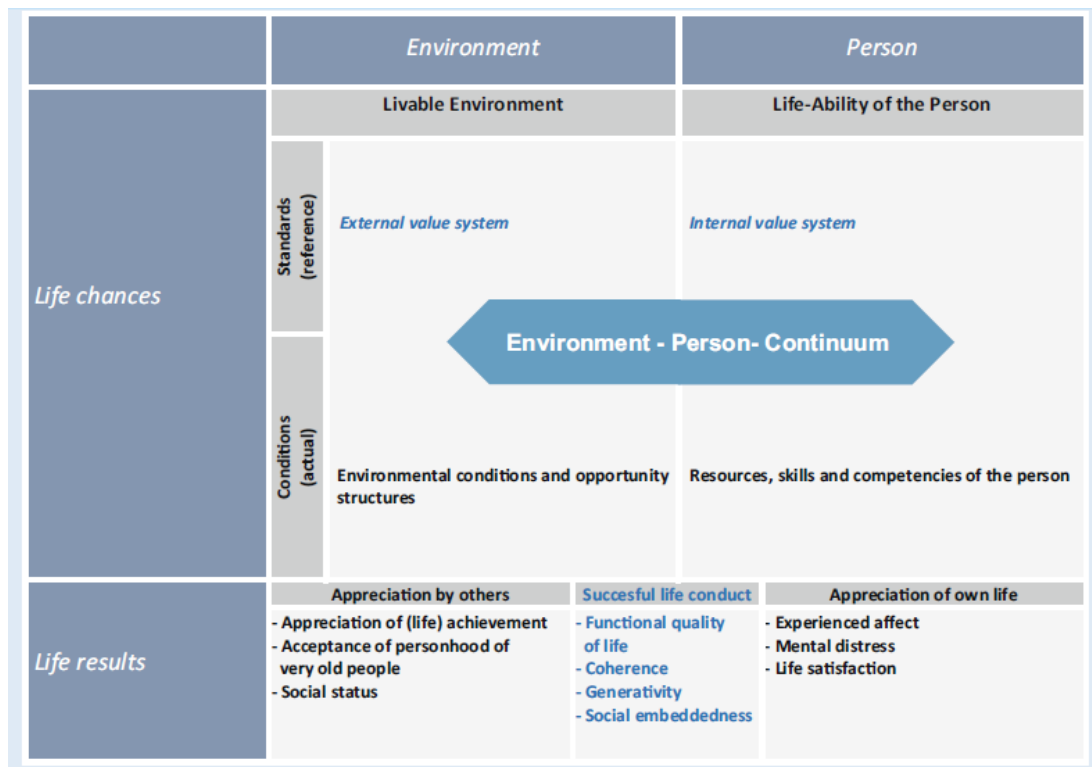 Environment
Person
Livable Environment
Life-Ability of the Person
Life chances
Standards
(reference)
External value system
Internal value system
Environment - Person- Continuum
Conditions
(actual)
Environmental conditions and opportunity
structures
Resources, skills and competencies of the person
Life results
Appreciation by others
- Appreciation of (life) achievement
- Acceptance of personhood of
very old people
- Social status
Succesful life conduct
- Functional quality
of life
- Coherence
- Generativity
- Social embeddedness
Appreciation of own life
- Experienced affect
- Mental distress
- Life satisfaction